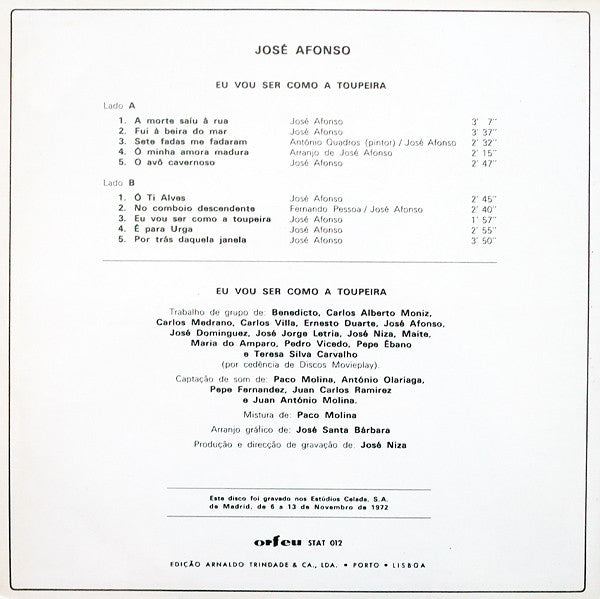 JOSÉ AFONSO
EU VOU SER COMO A TOUPEIRA
Lado A
1. A morte saíu à rua José Afonso 3' 7"
2. Fui à beira do mar José Afonso 3' 37"
3. Sete fadas me fadaram António Quadros (pintor) / José Afonso 2' 32"
4. Ó minha amora madura Arranjo de José Afonso 2' 15"
5. O avô cavernoso José Afonso 2' 47"
Lado B
1. Ó Ti Alves José Afonso 2' 45"
2. No comboio descendente Fernando Pessoa / José Afonso 2' 40"
3. Eu vou ser como a toupeira José Afonso 1' 57"
4. É para Urga José Afonso 2' 55"
5. Por trás daquela janela José Afonso 3' 50"
EU VOU SER COMO A TOUPEIRA
Trabalho de grupo de: Benedicto, Carlos Alberto Moniz,
Carlos Medrano, Carlos Villa, Ernesto Duarte, José Afonso,
José Dominguez, José Jorge Letria, José Niza, Maite,
Maria do Amparo, Pedro Vicedo, Pepe Ébano
e Teresa Silva Carvalho
(por cedência de Discos Movieplay).
Captação de som de: Paco Molina, António Olariaga,
Pepe Fernandez, Juan Carlos Ramirez
e Juan António Molina.
Mistura de: Paco Molina
Arranjo gráfico de: José Santa Bárbara
Produção e direcção de gravação de: José Niza
Este disco foi gravado nos Estúdios Celada, S.A.
de Madrid, de 6 a 13 de Novembro de 1972
orfeu STAT 012
EDIÇÃO ARNALDO TRINDADE & CA., LDA. • PORTO • LISBOA